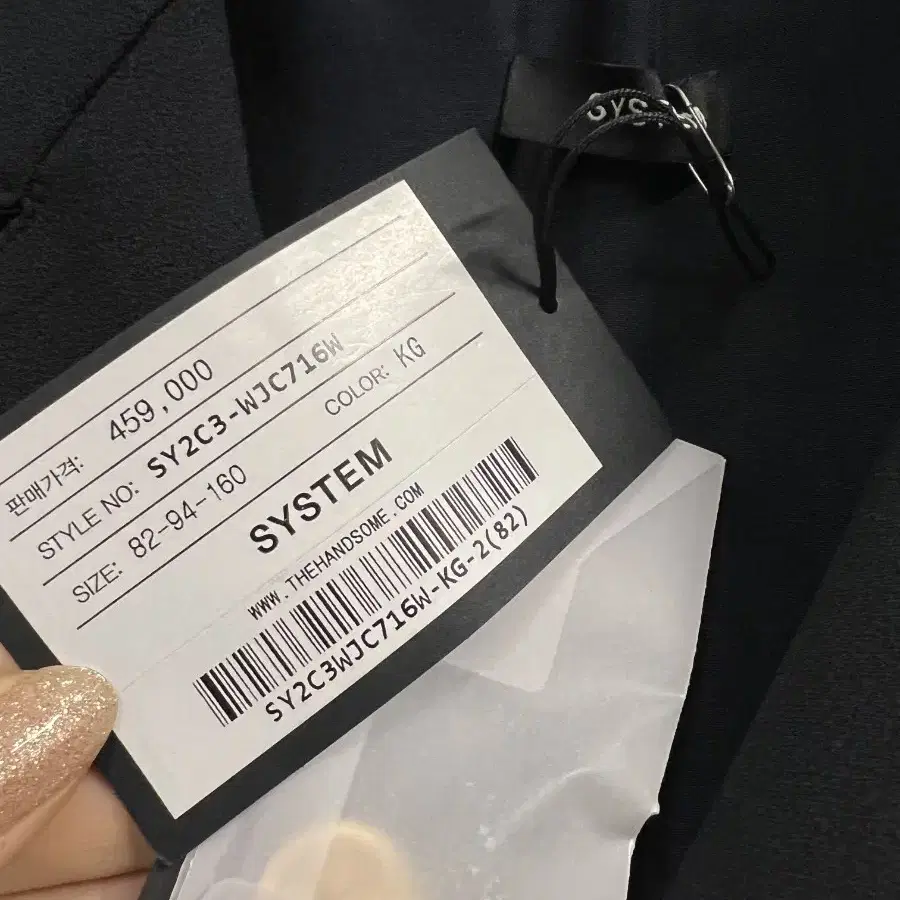 SYST
판매가격: 459,000
STYLE NO: SY2C3-WJC716W
SIZE: 82-94-160 COLOR: KG
SYSTEM
WWW.THEHANDSOME.COM
SY2C3WJC716W-KG-2(82)